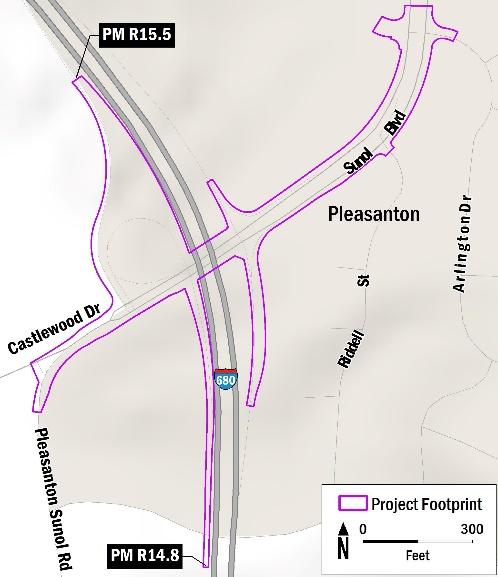 PM R15.5
Sunol Blvd
Pleasanton
Arlington Dr
Castlewood Dr
Riddell St
680
Pleasanton Sunol Rd
PM R14.8
Project Footprint
N
0 300
Feet